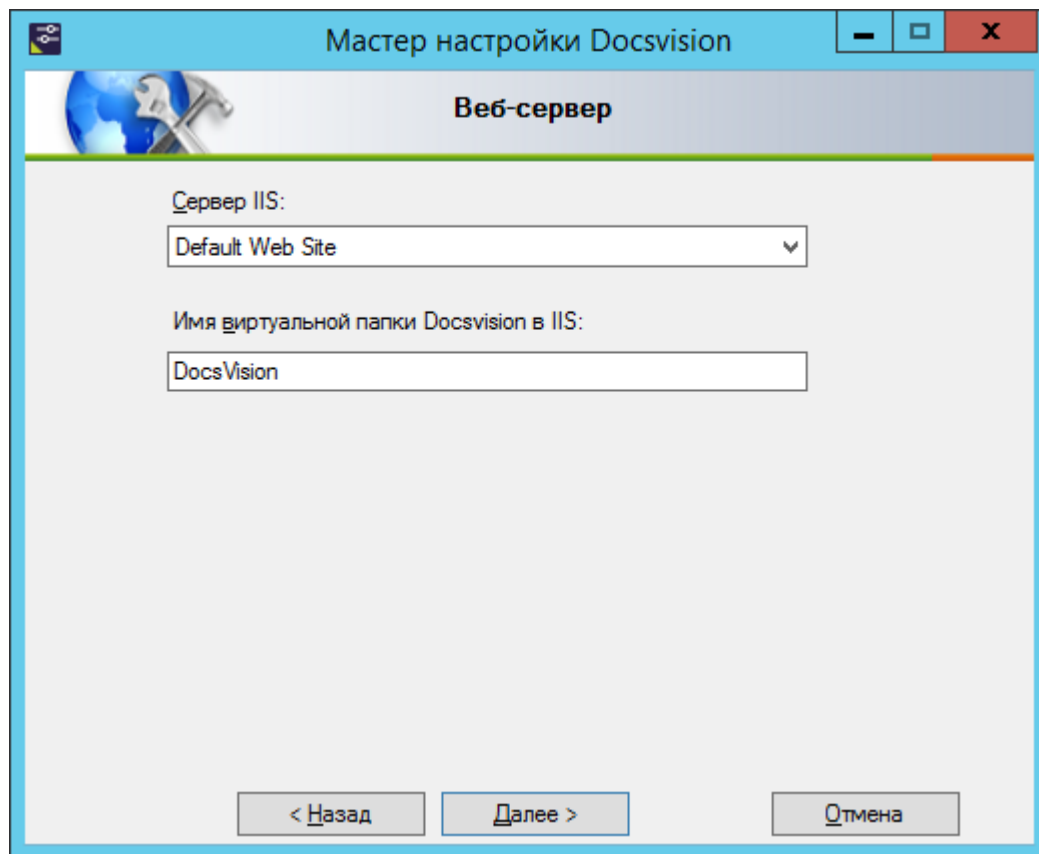 Мастер настройки Docsvision
Веб-сервер
Сервер IIS:
Default Web Site
Имя виртуальной папки Docsvision в IIS:
DocsVision
< Назад
Далее >
Отмена